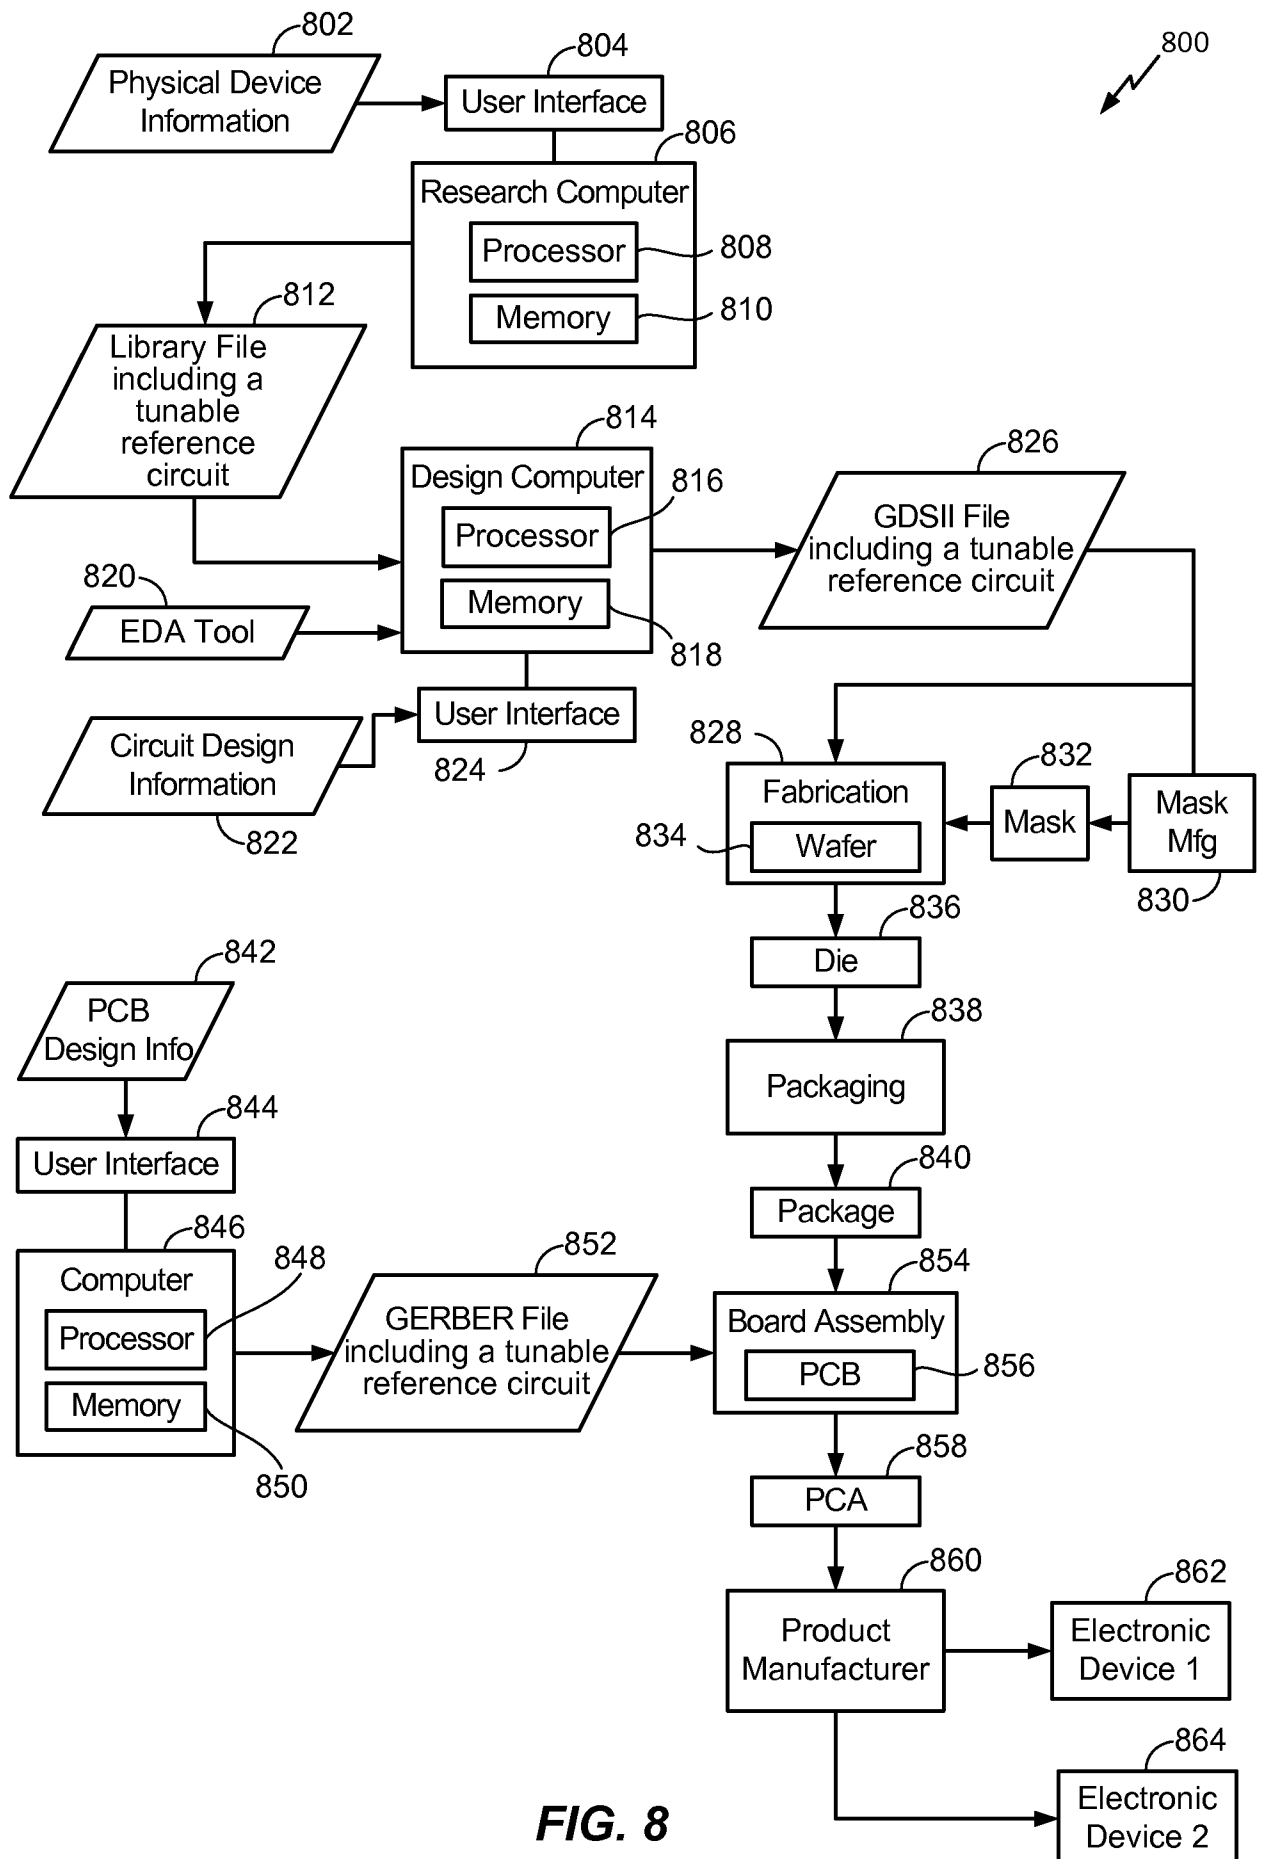 802
Physical Device
Information
804
User Interface
800
806
Research Computer
Processor
808
Memory
810
812
Library File
including a
tunable
reference
circuit
814
Design Computer
816
Processor
Memory
818
820
EDA Tool
Circuit Design
Information
822
User Interface
824
826
GDSII File
including a tunable
reference circuit
828
Fabrication
834
Wafer
832
Mask
Mask
Mfg
830
836
Die
838
Packaging
840
Package
842
PCB
Design Info
844
User Interface
846
Computer
848
Processor
Memory
850
852
GERBER File
including a tunable
reference circuit
854
Board Assembly
PCB
856
858
PCA
860
Product
Manufacturer
862
Electronic
Device 1
864
Electronic
Device 2
FIG. 8